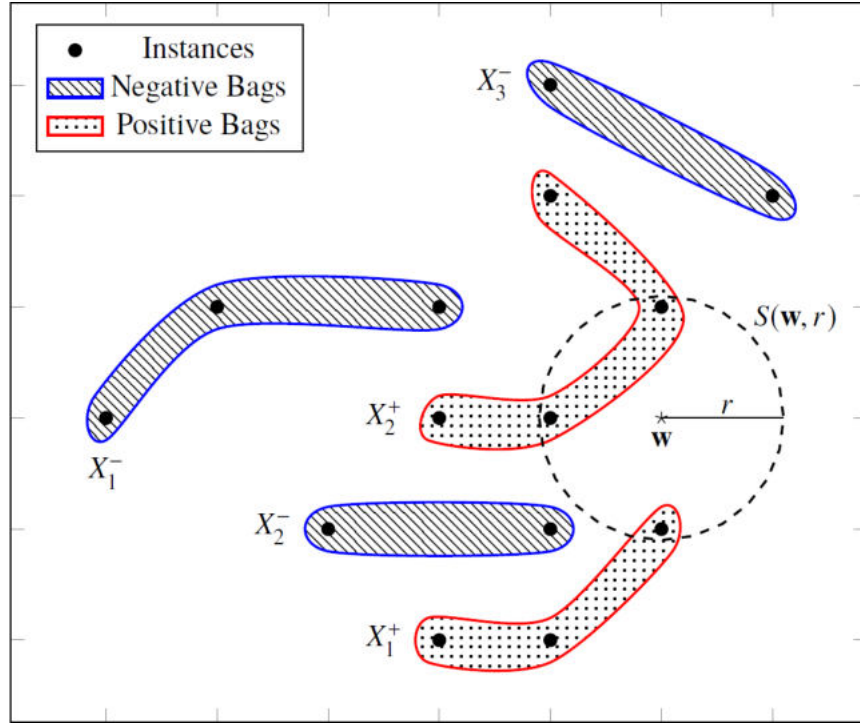 Instances
Negative Bags
Positive Bags
X₃⁻
S(w, r)
X₂⁺
r
w
X₁⁻
X₂⁻
X₁⁺